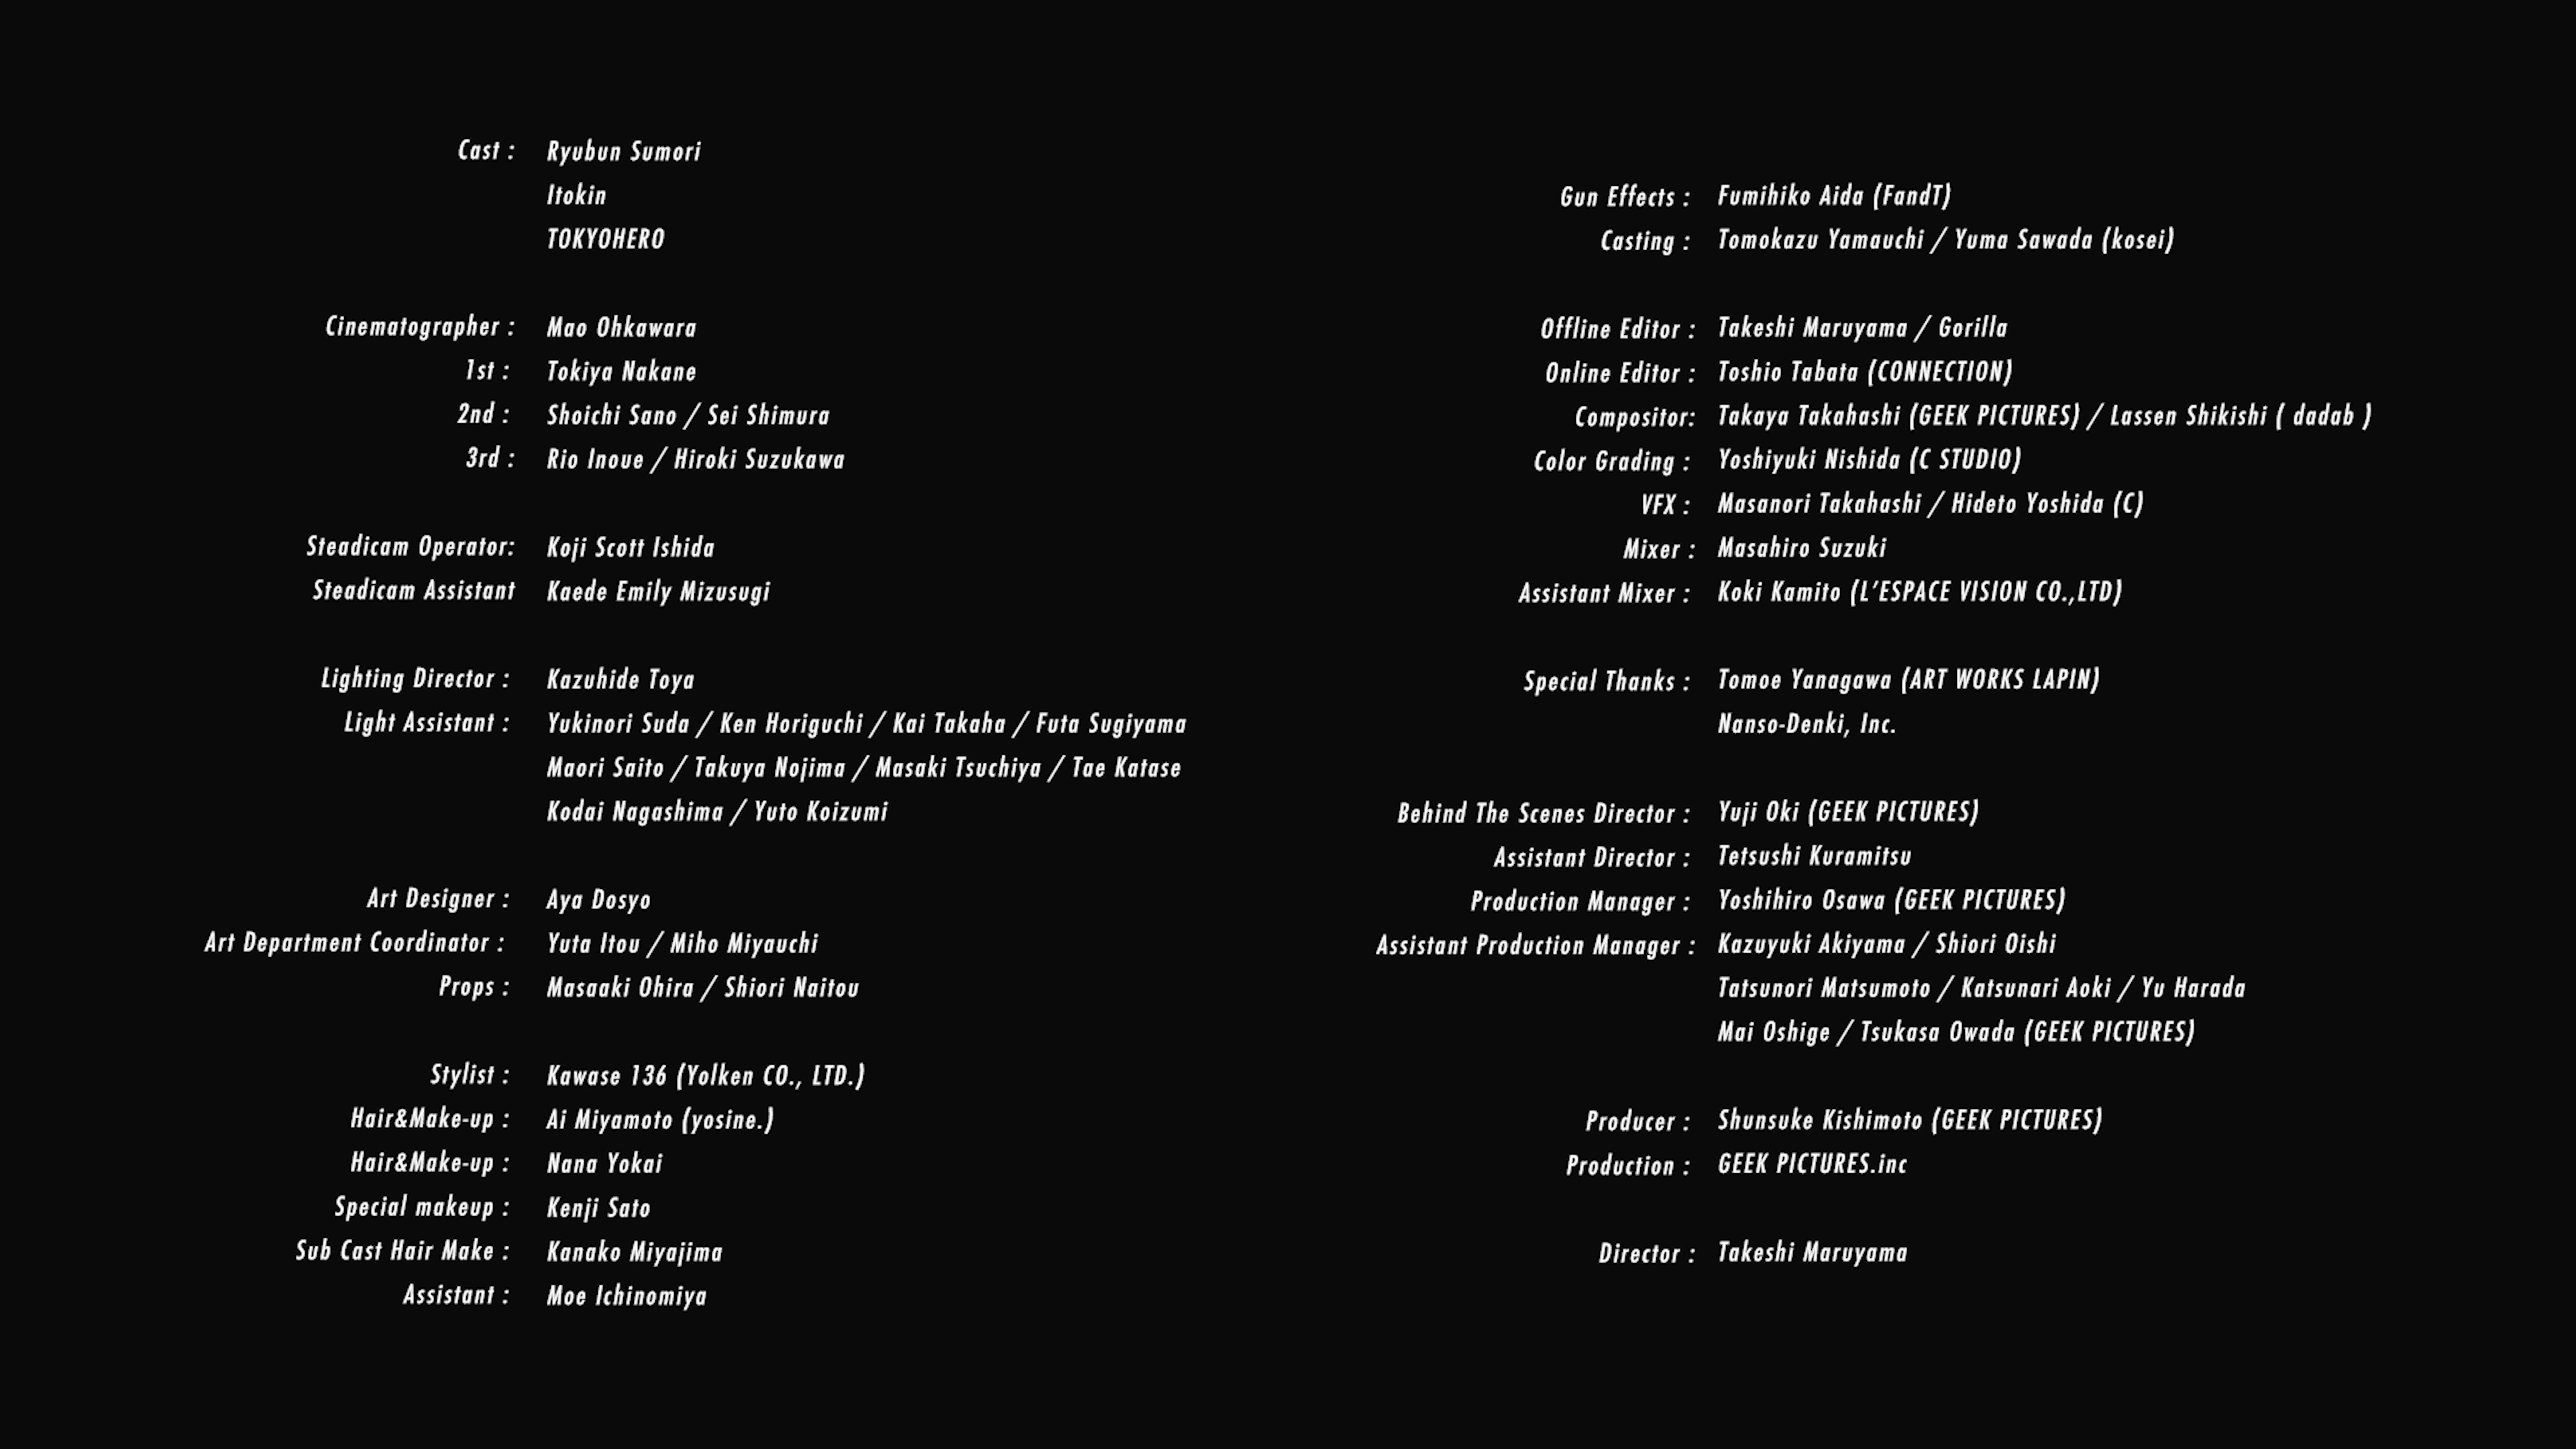 Cast : Ryubun Sumori
Itokin
TOKYOHERO
Cinematographer : Mao Ohkawara
1st : Tokiya Nakane
2nd : Shoichi Sano / Sei Shimura
3rd : Rio Inoue / Hiroki Suzukawa
Steadicam Operator: Koji Scott Ishida
Steadicam Assistant Kaede Emily Mizusugi
Lighting Director : Kazuhide Toya
Light Assistant : Yukinori Suda / Ken Horiguchi / Kai Takaha / Futa Sugiyama
Maori Saito / Takuya Nojima / Masaki Tsuchiya / Tae Katase
Kodai Nagashima / Yuto Koizumi
Art Designer : Aya Dosyo
Art Department Coordinator : Yuta Itou / Miho Miyauchi
Props : Masaaki Ohira / Shiori Naitou
Stylist : Kawase 136 (Yolken CO., LTD.)
Hair&Make-up : Ai Miyamoto (yosine.)
Hair&Make-up : Nana Yokai
Special makeup : Kenji Sato
Sub Cast Hair Make : Kanako Miyajima
Assistant : Moe Ichinomiya
Gun Effects : Fumihiko Aida (FandT)
Casting : Tomokazu Yamauchi / Yuma Sawada (kosei)
Offline Editor : Takeshi Maruyama / Gorilla
Online Editor : Toshio Tabata (CONNECTION)
Compositor: Takaya Takahashi (GEEK PICTURES) / Lassen Shikishi ( dadab )
Color Grading : Yoshiyuki Nishida (C STUDIO)
VFX : Masanori Takahashi / Hideto Yoshida (C)
Mixer : Masahiro Suzuki
Assistant Mixer : Koki Kamito (L'ESPACE VISION CO.,LTD)
Special Thanks : Tomoe Yanagawa (ART WORKS LAPIN)
Nanso-Denki, Inc.
Behind The Scenes Director : Yuji Oki (GEEK PICTURES)
Assistant Director : Tetsushi Kuramitsu
Production Manager : Yoshihiro Osawa (GEEK PICTURES)
Assistant Production Manager : Kazuyuki Akiyama / Shiori Oishi
Tatsunori Matsumoto / Katsunari Aoki / Yu Harada
Mai Oshige / Tsukasa Owada (GEEK PICTURES)
Producer : Shunsuke Kishimoto (GEEK PICTURES)
Production : GEEK PICTURES.inc
Director : Takeshi Maruyama